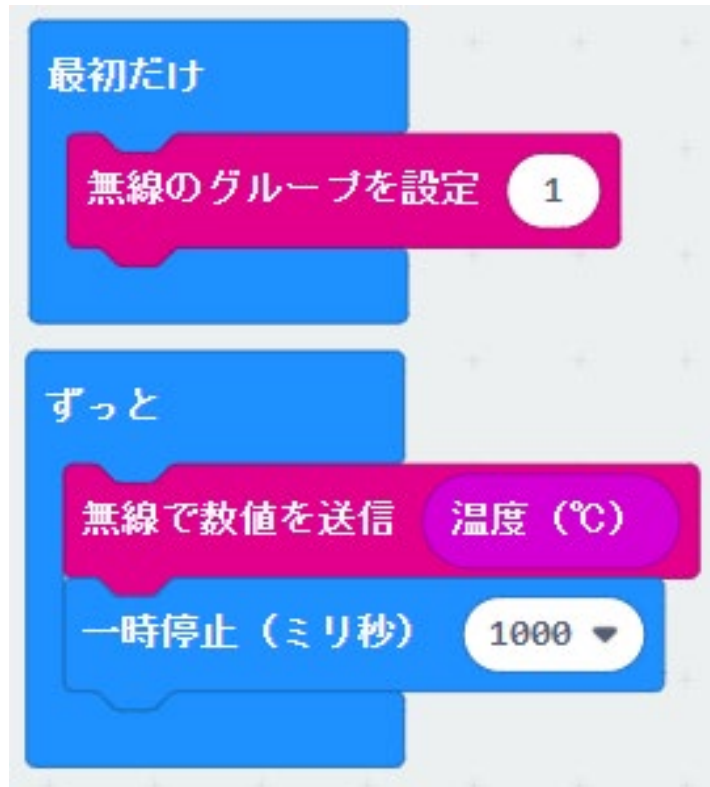 最初だけ
無線のグループを設定 1
ずっと
無線で数値を送信 温度（℃）
一時停止（ミリ秒） 1000